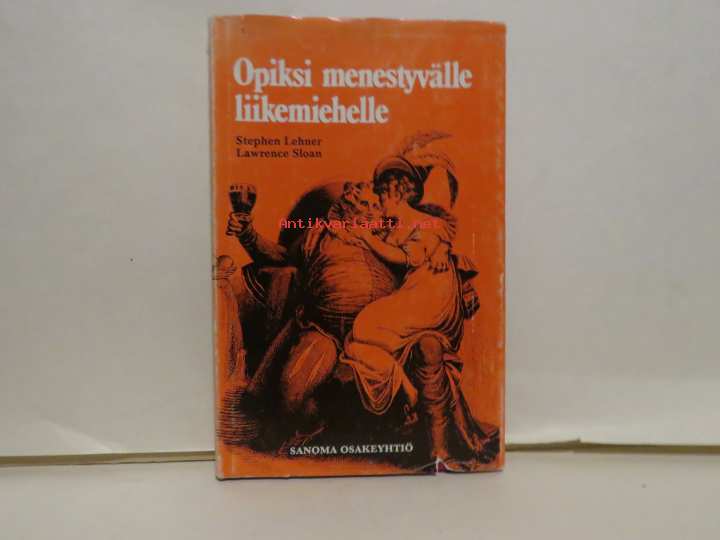 Opiksi menestyvälle
liikemiehelle
Stephen Lehner
Lawrence Sloan
Antikvariaatti.net
SANOMA OSAKEYHTIÖ